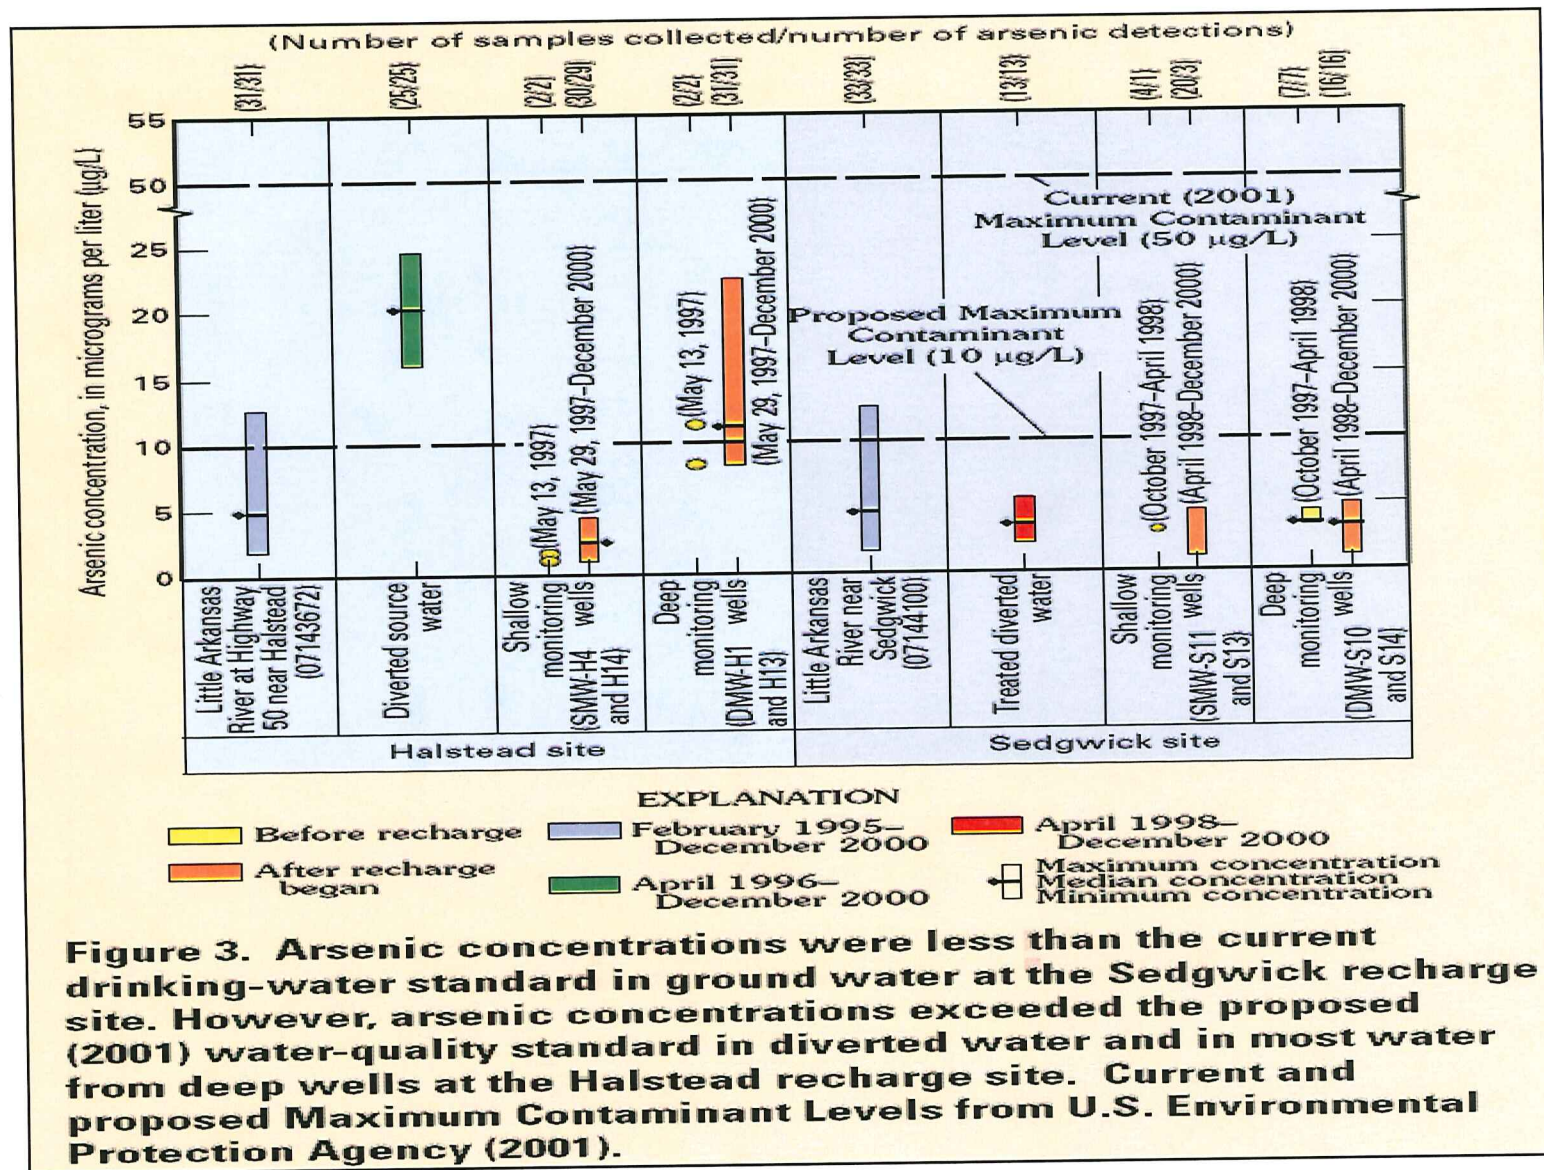 (Number of samples collected/number of arsenic detections)
(31/31)
(25/25)
(2/2)
(30/29)
(2/2)
(31/31)
(33/33)
(13/13)
(4/1)
(20/3)
(7/7)
(16/16)
Arsenic concentration, in micrograms per liter (µg/L)
55
50
25
20
15
10
5
0
Current (2001)
Maximum Contaminant
Level (50 µg/L)
Proposed Maximum
Contaminant
Level (10 µg/L)
(May 13, 1997)
(May 29, 1997–December 2000)
(May 13, 1997)
(May 29, 1997–December 2000)
(October 1997–April 1998)
(April 1998–December 2000)
(October 1997–April 1998)
(April 1998–December 2000)
Little Arkansas
River at Highway
50 near Halstead
(07143672)
Diverted source
water
Shallow
monitoring
wells
(SMW-H4
and H14)
Deep
monitoring
wells
(DMW-H1
and H13)
Little Arkansas
River near
Sedgwick
(07144100)
Treated diverted
water
Shallow
monitoring
wells
(SMW-S11
and S13)
Deep
monitoring
wells
(DMW-S10
and S14)
Halstead site
Sedgwick site
EXPLANATION
Before recharge
After recharge
began
February 1995–
December 2000
April 1996–
December 2000
April 1998–
December 2000
Maximum concentration
Median concentration
Minimum concentration
Figure 3. Arsenic concentrations were less than the current
drinking-water standard in ground water at the Sedgwick recharge
site. However, arsenic concentrations exceeded the proposed
(2001) water-quality standard in diverted water and in most water
from deep wells at the Halstead recharge site. Current and
proposed Maximum Contaminant Levels from U.S. Environmental
Protection Agency (2001).